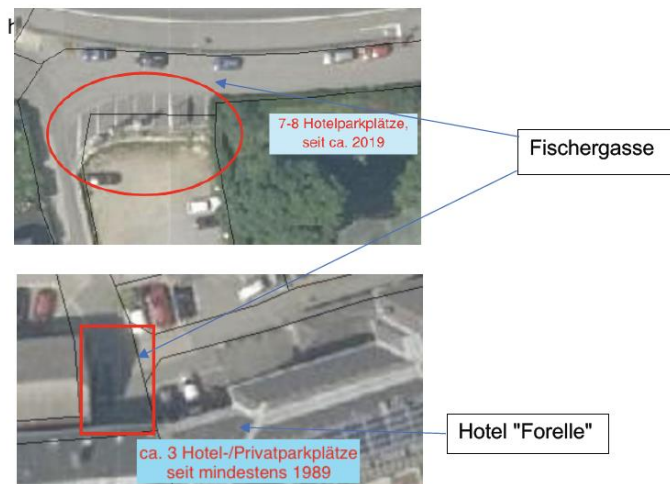 h
7-8 Hotelparkplätze,
seit ca. 2019
Fischergasse
ca. 3 Hotel-/Privatparkplätze
seit mindestens 1989
Hotel "Forelle"